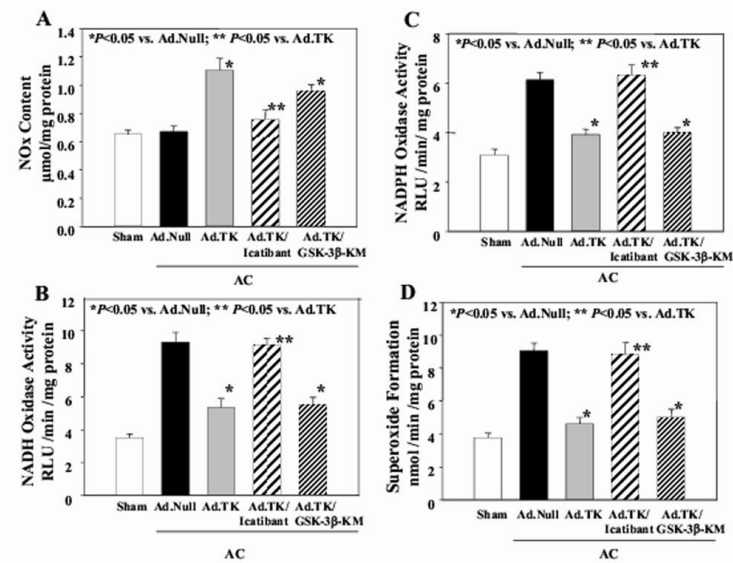 A
*P<0.05 vs. Ad.Null; ** P<0.05 vs. Ad.TK
NOx Content
µmol/mg protein
1.4
1.2
1.0
0.8
0.6
0.4
0.2
0.0
*
**
*
Sham Ad.Null Ad.TK Ad.TK/ Ad.TK/
Icatibant GSK-3β-KM
AC
B
*P<0.05 vs. Ad.Null; ** P<0.05 vs. Ad.TK
NADH Oxidase Activity
RLU /min /mg protein
12
10
8
6
4
2
0
*
**
*
Sham Ad.Null Ad.TK Ad.TK/ Ad.TK/
Icatibant GSK-3β-KM
AC
C
*P<0.05 vs. Ad.Null; ** P<0.05 vs. Ad.TK
NADPH Oxidase Activity
RLU /min/ mg protein
8
6
4
2
0
*
**
*
Sham Ad.Null Ad.TK Ad.TK/ Ad.TK/
Icatibant GSK-3β-KM
AC
D
*P<0.05 vs. Ad.Null; ** P<0.05 vs. Ad.TK
Superoxide Formation
nmol /min /mg protein
12
10
8
6
4
2
0
*
**
*
Sham Ad.Null Ad.TK Ad.TK/ Ad.TK/
Icatibant GSK-3β-KM
AC